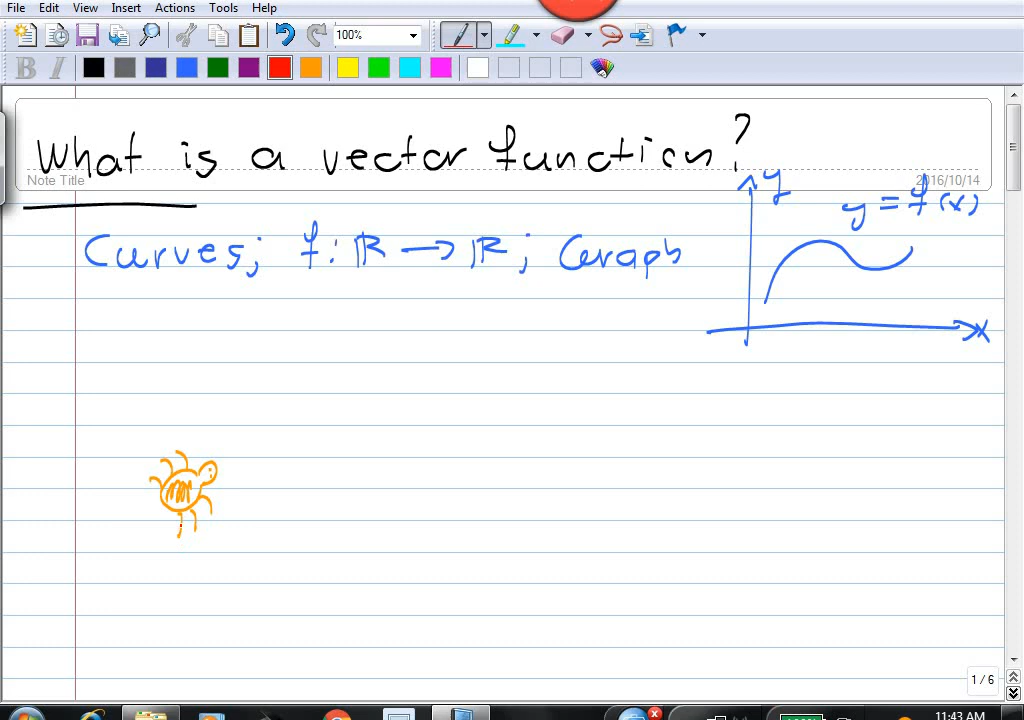 File Edit View Insert Actions Tools Help
100%
B I
What is a vector function?
Note Title
2016/10/14
y
y = f(x)
Curves; f: ℝ → ℝ; Graph
x
1 / 6
11:43 AM